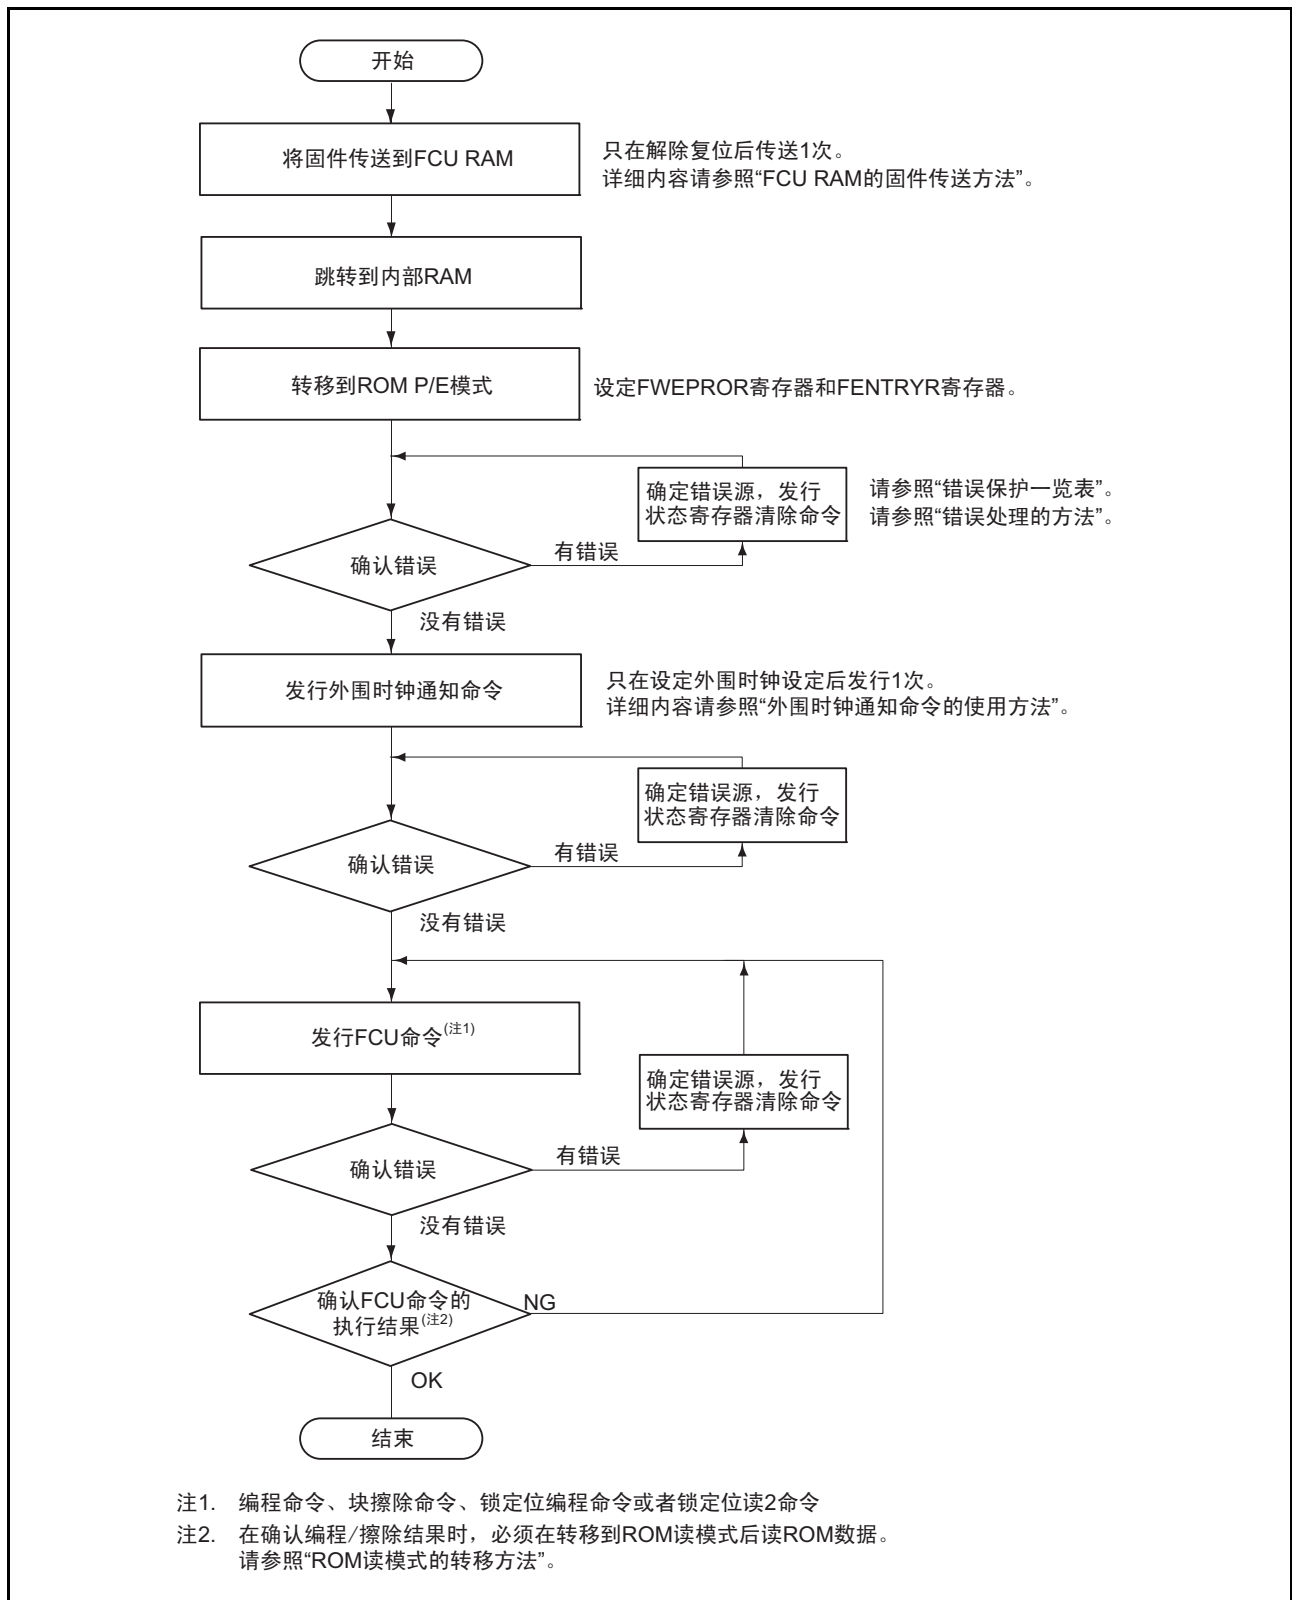 开始
将固件传送到FCU RAM
只在解除复位后传送1次。
详细内容请参照“FCU RAM的固件传送方法”。
跳转到内部RAM
转移到ROM P/E模式
设定FWEPROR寄存器和FENTRYR寄存器。
确定错误源，发行
状态寄存器清除命令
请参照“错误保护一览表”。
请参照“错误处理的方法”。
确认错误
有错误
没有错误
发行外围时钟通知命令
只在设定外围时钟设定后发行1次。
详细内容请参照“外围时钟通知命令的使用方法”。
确定错误源，发行
状态寄存器清除命令
确认错误
有错误
没有错误
发行FCU命令(注1)
确定错误源，发行
状态寄存器清除命令
确认错误
有错误
没有错误
确认FCU命令的
执行结果(注2)
NG
OK
结束
注1. 编程命令、块擦除命令、锁定位编程命令或者锁定位读2命令
注2. 在确认编程/擦除结果时，必须在转移到ROM读模式后读ROM数据。
请参照“ROM读模式的转移方法”。